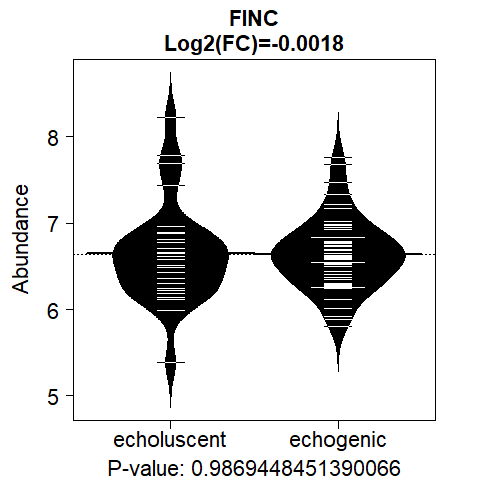 FINC
Log2(FC)=-0.0018
Abundance
8
7
6
5
echoluscent echogenic
P-value: 0.9869448451390066